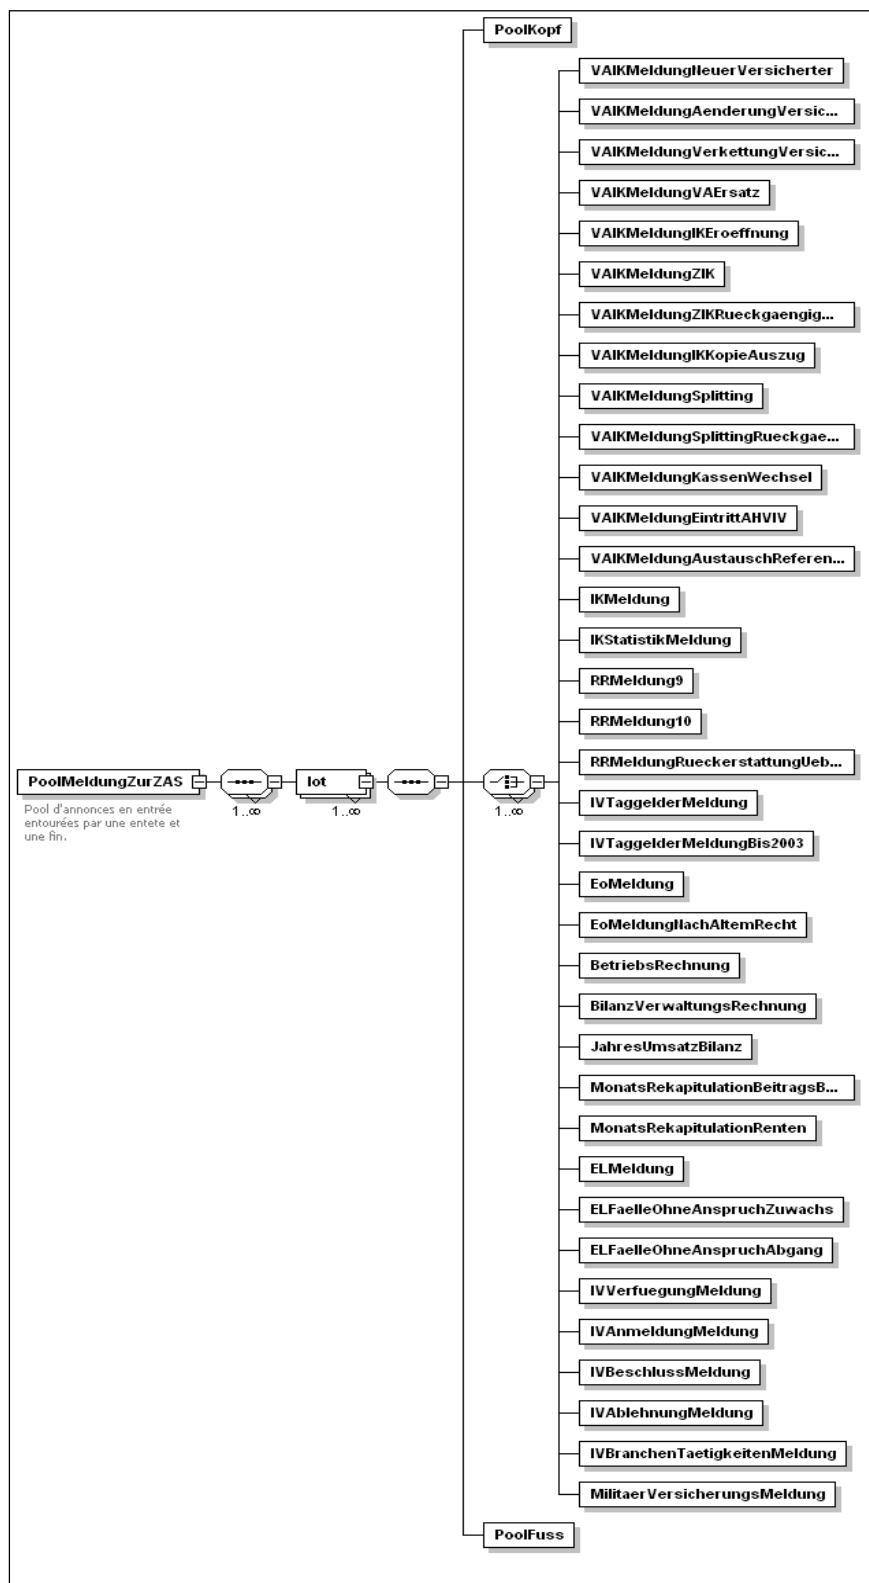 PoolKopf
VAIKMeldungNeuerVersicherter
VAIKMeldungAenderungVersic...
VAIKMeldungVerkettungVersic...
VAIKMeldungVAErsatz
VAIKMeldungIKEroeffnung
VAIKMeldungZIK
VAIKMeldungZIKRueckgaengig...
VAIKMeldungIKKopieAuszug
VAIKMeldungSplitting
VAIKMeldungSplittingRueckgae...
VAIKMeldungKassenWechsel
VAIKMeldungEintrittAHVIV
VAIKMeldungAustauschReferen...
IKMeldung
IKStatistikMeldung
RRMeldung9
RRMeldung10
RRMeldungRueckerstattungUeb...
PoolMeldungZurZAS
lot
Pool d'annonces en entrée
entourées par une entete et
une fin.
1..∞
1..∞
1..∞
IVTaggelderMeldung
IVTaggelderMeldungBis2003
EoMeldung
EoMeldungNachAltemRecht
BetriebsRechnung
BilanzVerwaltungsRechnung
JahresUmsatzBilanz
MonatsRekapitulationBeitragsB...
MonatsRekapitulationRenten
ELMeldung
ELFaelleOhneAnspruchZuwachs
ELFaelleOhneAnspruchAbgang
IVVerfuegungMeldung
IVAnmeldungMeldung
IVBeschlussMeldung
IVAblehnungMeldung
IVBranchenTaetigkeitenMeldung
MilitaerVersicherungsMeldung
PoolFuss